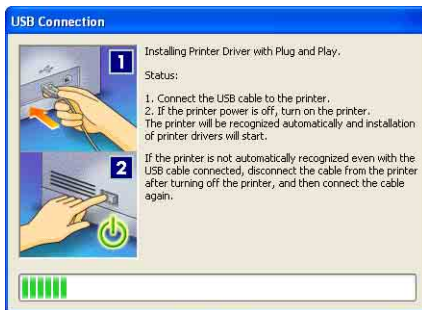 USB Connection
1
Installing Printer Driver with Plug and Play.
Status:
1. Connect the USB cable to the printer.
2. If the printer power is off, turn on the printer.
The printer will be recognized automatically and installation
of printer drivers will start.
2
If the printer is not automatically recognized even with the
USB cable connected, disconnect the cable from the printer
after turning off the printer, and then connect the cable
again.